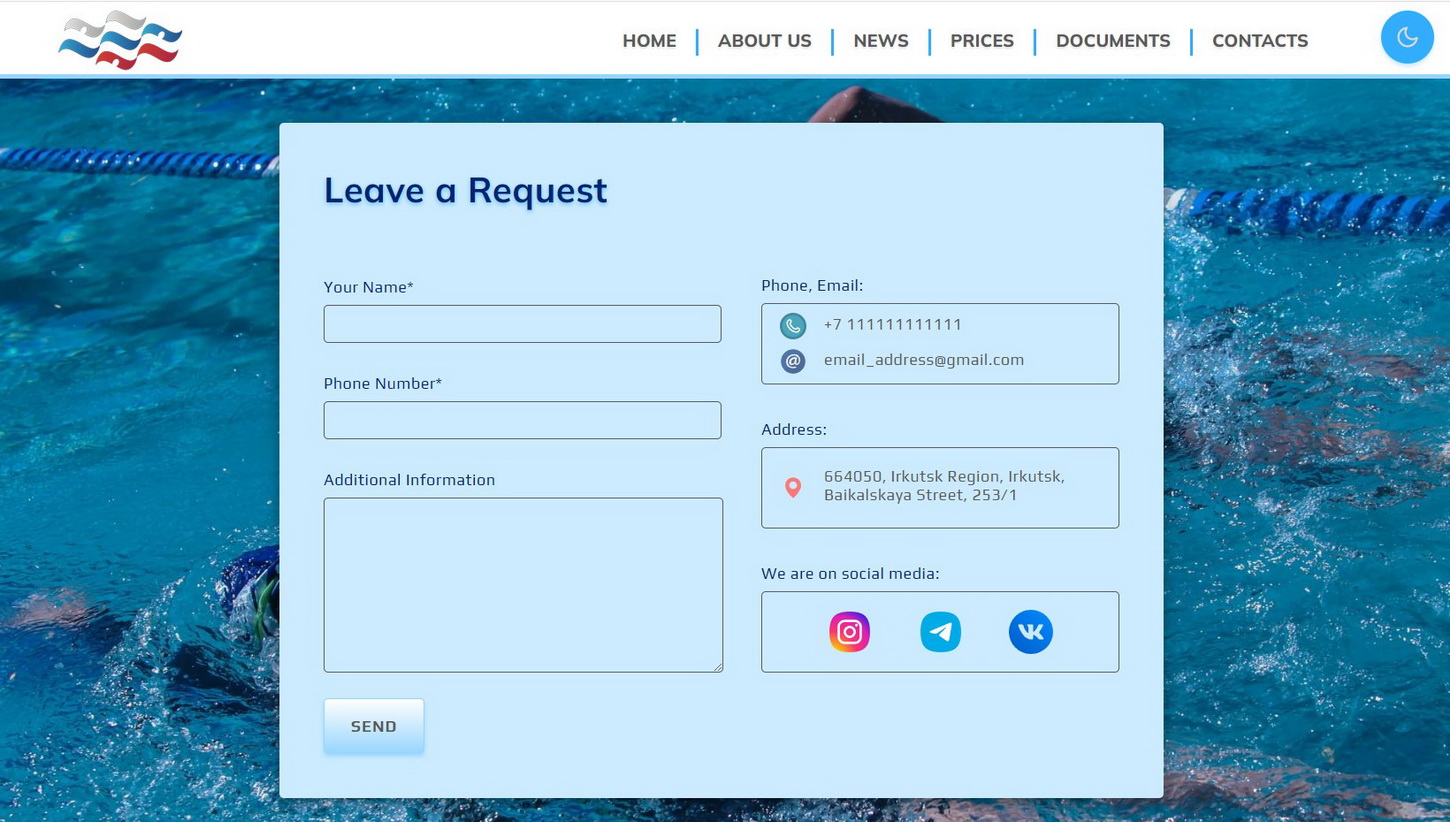 HOME ABOUT US NEWS PRICES DOCUMENTS CONTACTS
Leave a Request
Your Name*
Phone Number*
Additional Information
SEND
Phone, Email:
+7 111111111111
email_address@gmail.com
Address:
664050, Irkutsk Region, Irkutsk,
Baikalskaya Street, 253/1
We are on social media: